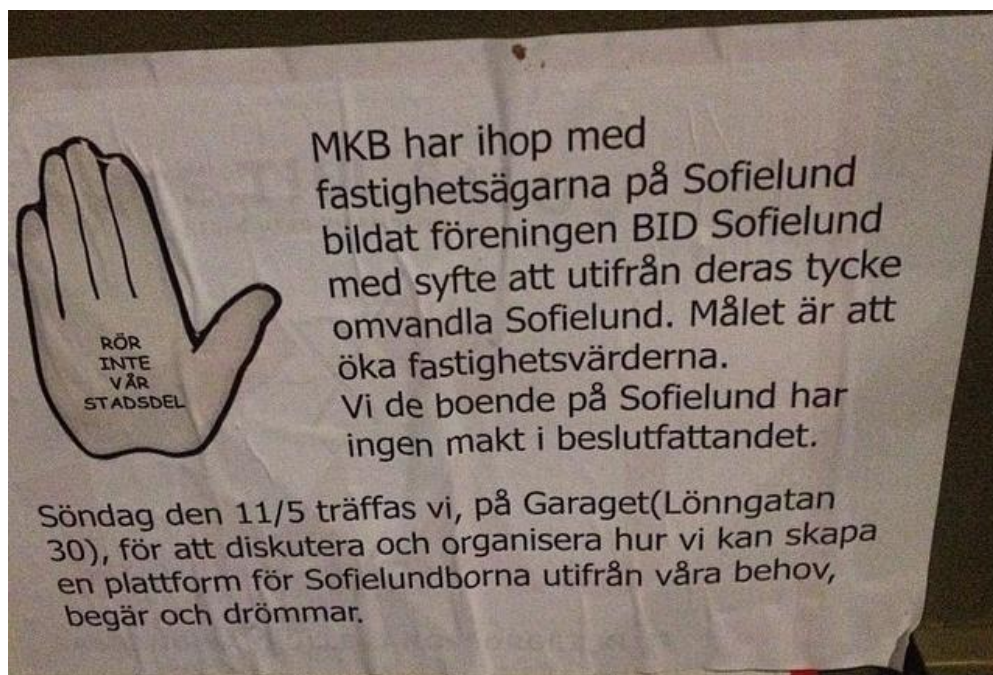 RÖR
INTE
VÅR
STADSDEL
MKB har ihop med
fastighetsägarna på Sofielund
bildat föreningen BID Sofielund
med syfte att utifrån deras tycke
omvandla Sofielund. Målet är att
öka fastighetsvärderna.
Vi de boende på Sofielund har
ingen makt i beslutfattandet.
Söndag den 11/5 träffas vi, på Garaget(Lönngatan
30), för att diskutera och organisera hur vi kan skapa
en plattform för Sofielundborna utifrån våra behov,
begär och drömmar.